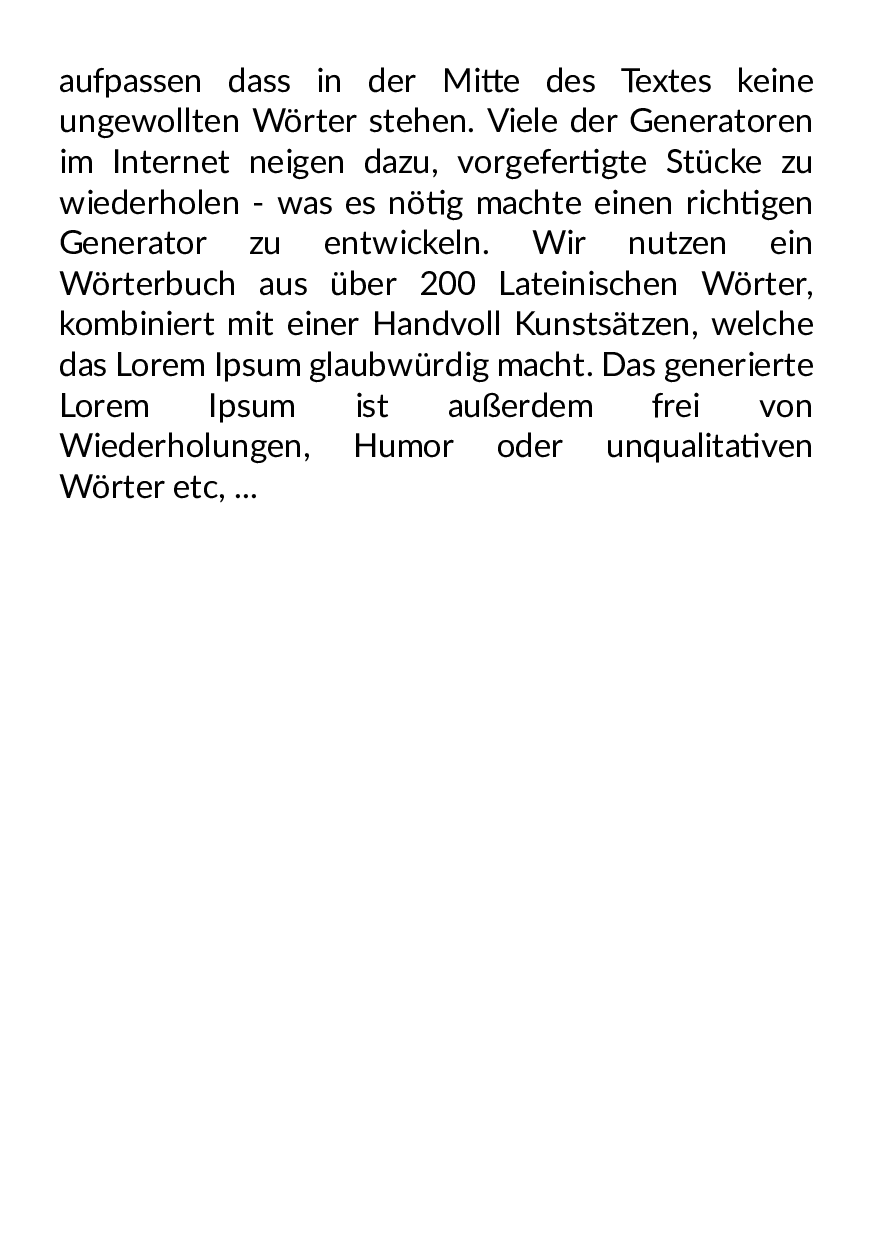 aufpassen dass in der Mitte des Textes keine
ungewollten Wörter stehen. Viele der Generatoren
im Internet neigen dazu, vorgefertigte Stücke zu
wiederholen - was es nötig machte einen richtigen
Generator zu entwickeln. Wir nutzen ein
Wörterbuch aus über 200 Lateinischen Wörter,
kombiniert mit einer Handvoll Kunstsätzen, welche
das Lorem Ipsum glaubwürdig macht. Das generierte
Lorem Ipsum ist außerdem frei von
Wiederholungen, Humor oder unqualitativen
Wörter etc, ...